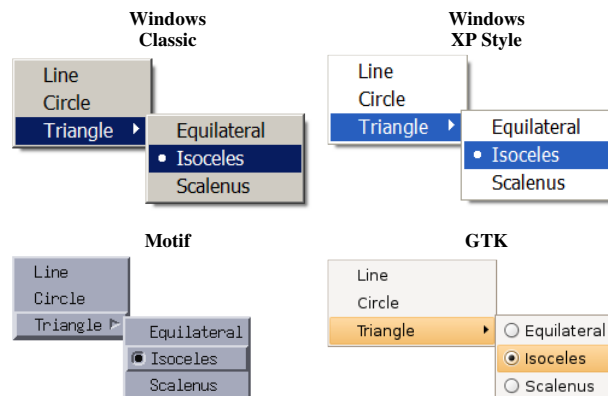 Windows
Classic
Line
Circle
Triangle
Equilateral
Isoceles
Scalenus
Windows
XP Style
Line
Circle
Triangle
Equilateral
Isoceles
Scalenus
Motif
Line
Circle
Triangle
Equilateral
Isoceles
Scalenus
GTK
Line
Circle
Triangle
Equilateral
Isoceles
Scalenus